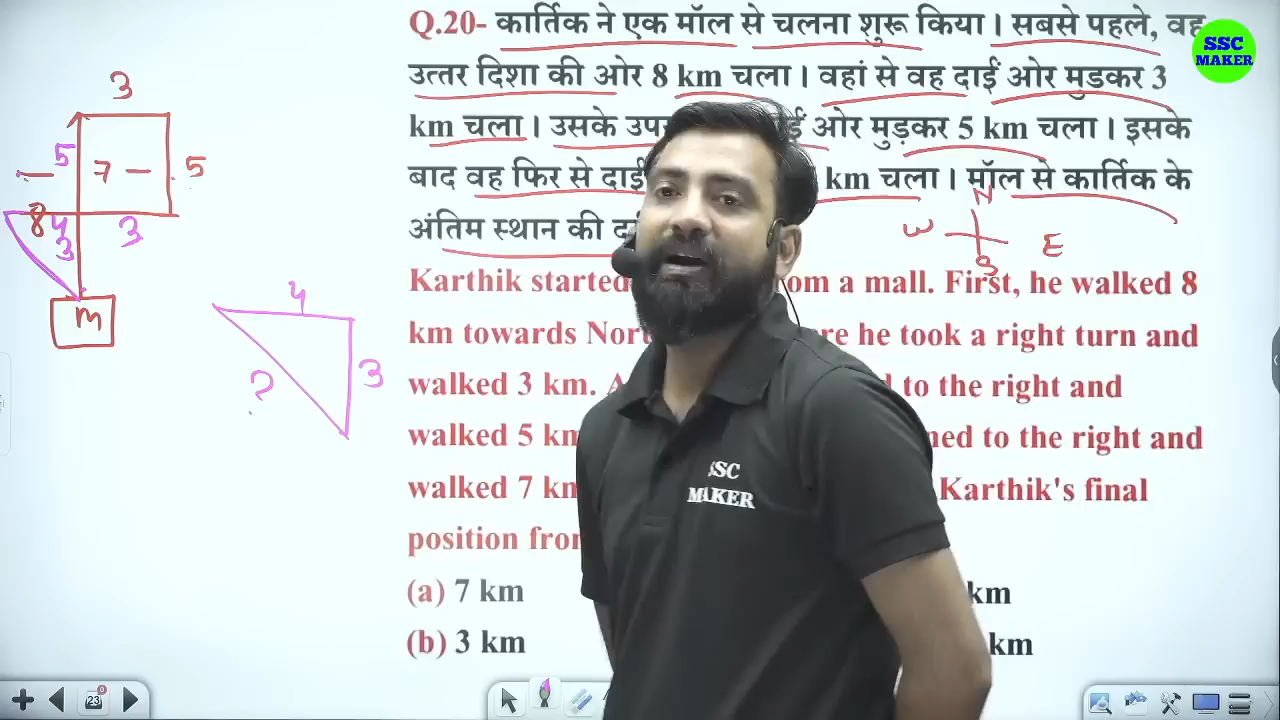 Q.20- कार्तिक ने एक मॉल से चलना शुरू किया। सबसे पहले, वह
उत्तर दिशा की ओर 8 km चला। वहां से वह दाईं ओर मुडकर 3
km चला। उसके उप ओर मुड़कर 5 km चला। इसके
बाद वह फिर से दाईं km चला। मॉल से कार्तिक के
अंतिम स्थान की
Karthik started om a mall. First, he walked 8
km towards Nor re he took a right turn and
walked 3 km. A to the right and
walked 5 km ned to the right and
walked 7 km Karthik's final
position from
(a) 7 km
km
(b) 3 km
km
SSC
MAKER
SSC
MAKER
3
5
7
5
8
4
3
3
m
4
3
?
N
W
E
S
23